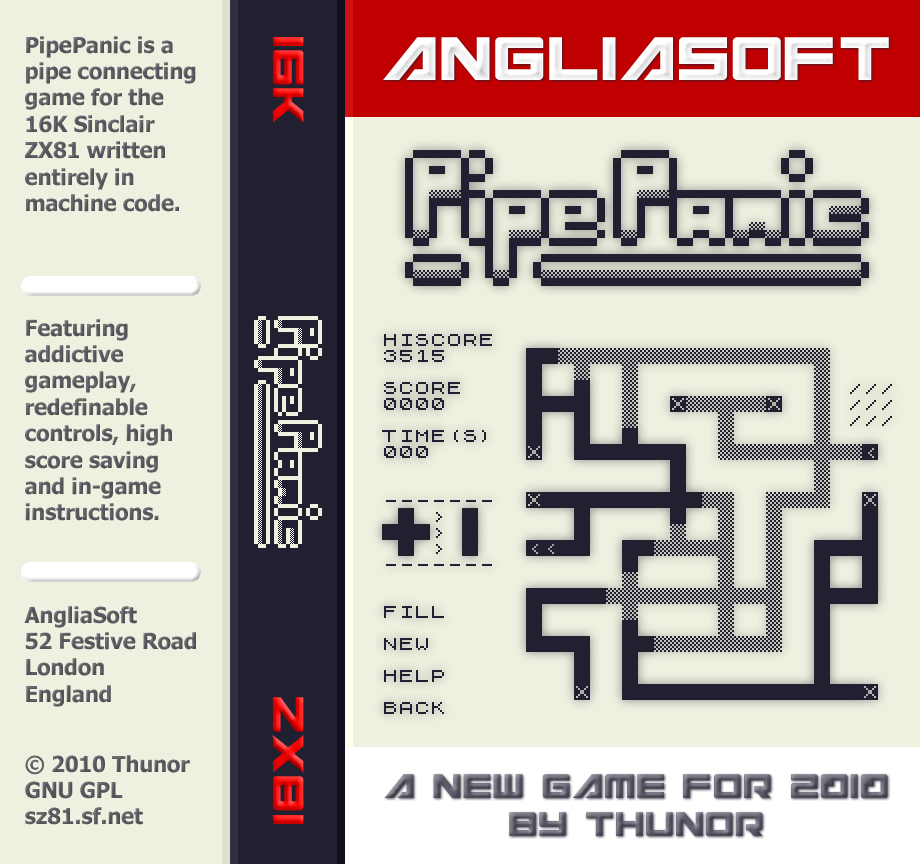 PipePanic is a
pipe connecting
game for the
16K Sinclair
ZX81 written
entirely in
machine code.
Featuring
addictive
gameplay,
redefinable
controls, high
score saving
and in-game
instructions.
AngliaSoft
52 Festive Road
London
England
© 2010 Thunor
GNU GPL
sz81.sf.net
16K
PipePanic
ZX81
ANGLIASOFT
PipePanic
HISCORE
3515
SCORE
0000
TIME(S)
000
FILL
NEW
HELP
BACK
A NEW GAME FOR 2010
BY THUNOR